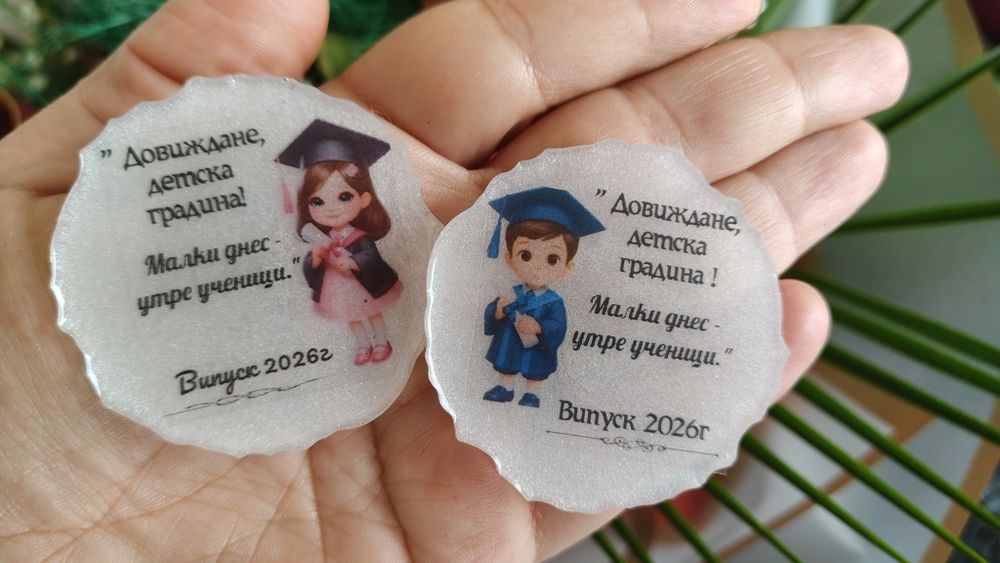 " Довиждане,
детска
градина!
Малки днес -
утре ученици."
Випуск 2026г
" Довиждане,
детска
градина !
Малки днес -
утре ученици."
Випуск 2026г